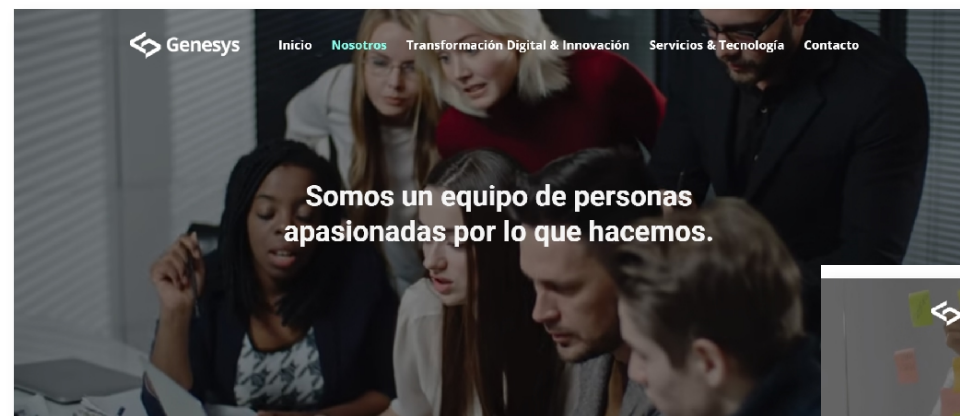 Genesys
Inicio Nosotros Transformación Digital & Innovación Servicios & Tecnología Contacto
Somos un equipo de personas
apasionadas por lo que hacemos.